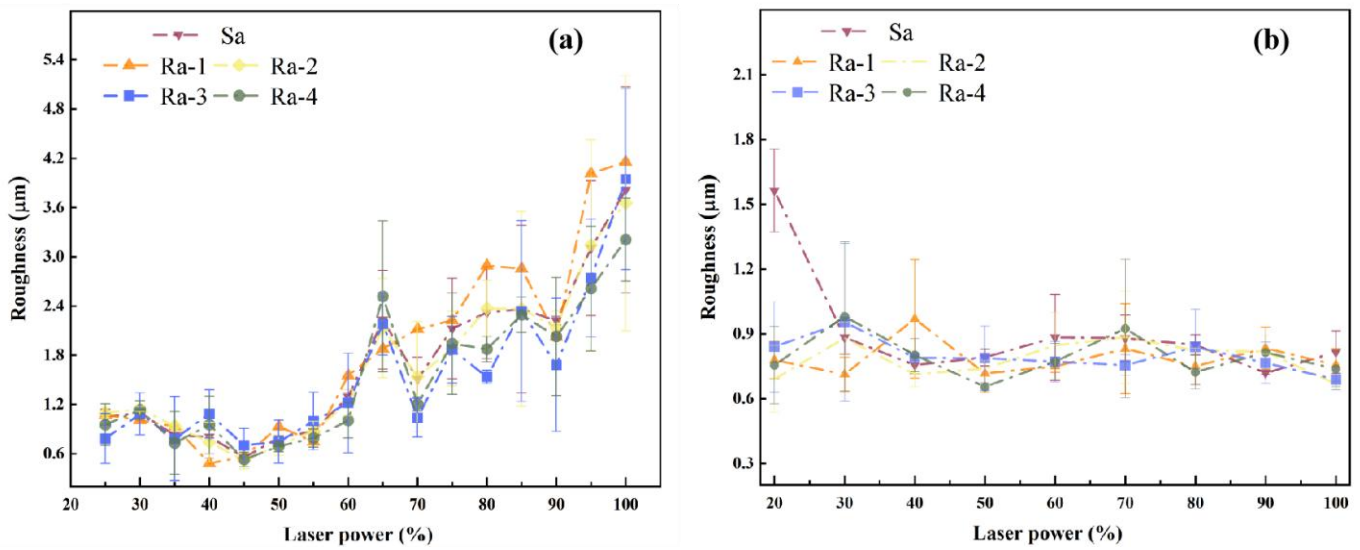 (a)
Sa
Ra-1 Ra-2
Ra-3 Ra-4
5.4
4.8
4.2
3.6
3.0
2.4
1.8
1.2
0.6
Roughness (μm)
20 30 40 50 60 70 80 90 100
Laser power (%)
(b)
Sa
Ra-1 Ra-2
Ra-3 Ra-4
2.1
1.8
1.5
1.2
0.9
0.6
0.3
Roughness (μm)
20 30 40 50 60 70 80 90 100
Laser power (%)